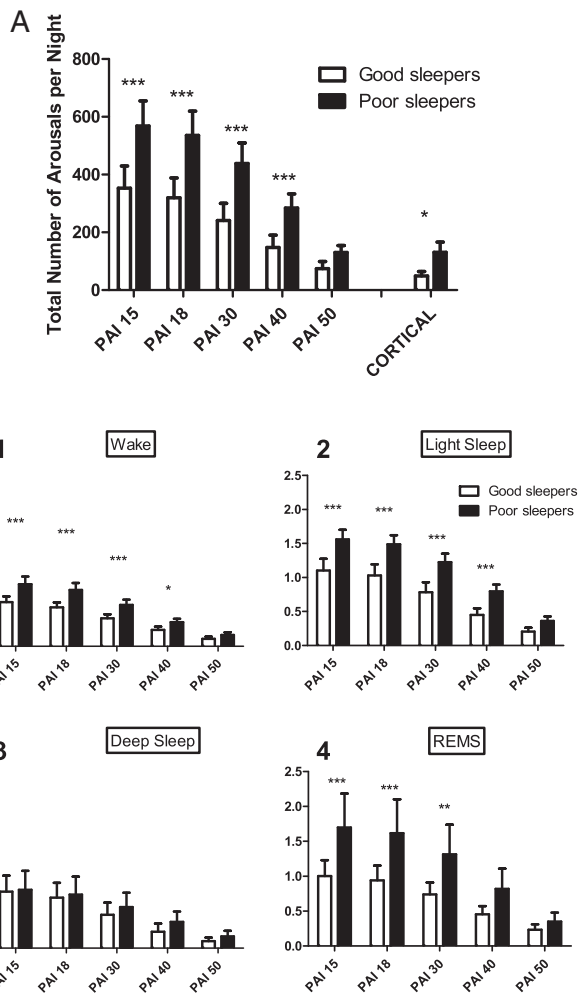 A
Total Number of Arousals per Night
800
600
400
200
0
***
***
***
***
*
Good sleepers
Poor sleepers
PAI 15
PAI 18
PAI 30
PAI 40
PAI 50
CORTICAL
Wake
***
***
***
*
PAI 18
PAI 30
PAI 40
PAI 50
2
Light Sleep
2.5
2.0
1.5
1.0
0.5
0.0
Good sleepers
Poor sleepers
***
***
***
***
PAI 15
PAI 18
PAI 30
PAI 40
PAI 50
Deep Sleep
PAI 18
PAI 30
PAI 40
PAI 50
4
REMS
2.5
2.0
1.5
1.0
0.5
0.0
***
***
**
PAI 15
PAI 18
PAI 30
PAI 40
PAI 50